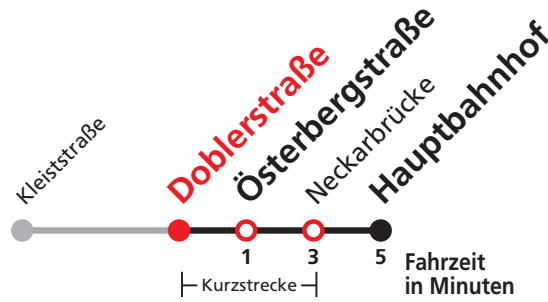 Kleiststraße
Doblerstraße
Österbergstraße
Neckarbrücke
Hauptbahnhof
1 3 5 Fahrzeit
in Minuten
Kurzstrecke